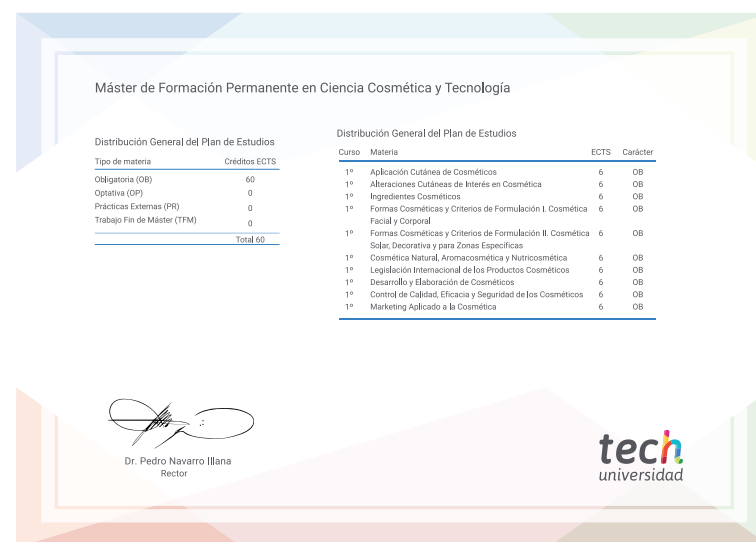 Máster de Formación Permanente en Ciencia Cosmética y Tecnología
Distribución General del Plan de Estudios
Tipo de materia Créditos ECTS
Obligatoria (OB) 60
Optativa (OP) 0
Prácticas Externas (PR) 0
Trabajo Fin de Máster (TFM) 0
Total 60
Distribución General del Plan de Estudios
Curso Materia ECTS Carácter
1º Aplicación Cutánea de Cosméticos 6 OB
1º Alteraciones Cutáneas de Interés en Cosmética 6 OB
1º Ingredientes Cosméticos 6 OB
1º Formas Cosméticas y Criterios de Formulación I. Cosmética 6 OB
Facial y Corporal
1º Formas Cosméticas y Criterios de Formulación II. Cosmética 6 OB
Solar, Decorativa y para Zonas Específicas
1º Cosmética Natural, Aromacosmética y Nutricosmética 6 OB
1º Legislación Internacional de los Productos Cosméticos 6 OB
1º Desarrollo y Elaboración de Cosméticos 6 OB
1º Control de Calidad, Eficacia y Seguridad de los Cosméticos 6 OB
1º Marketing Aplicado a la Cosmética 6 OB
Dr. Pedro Navarro Illana
Rector
tech
universidad